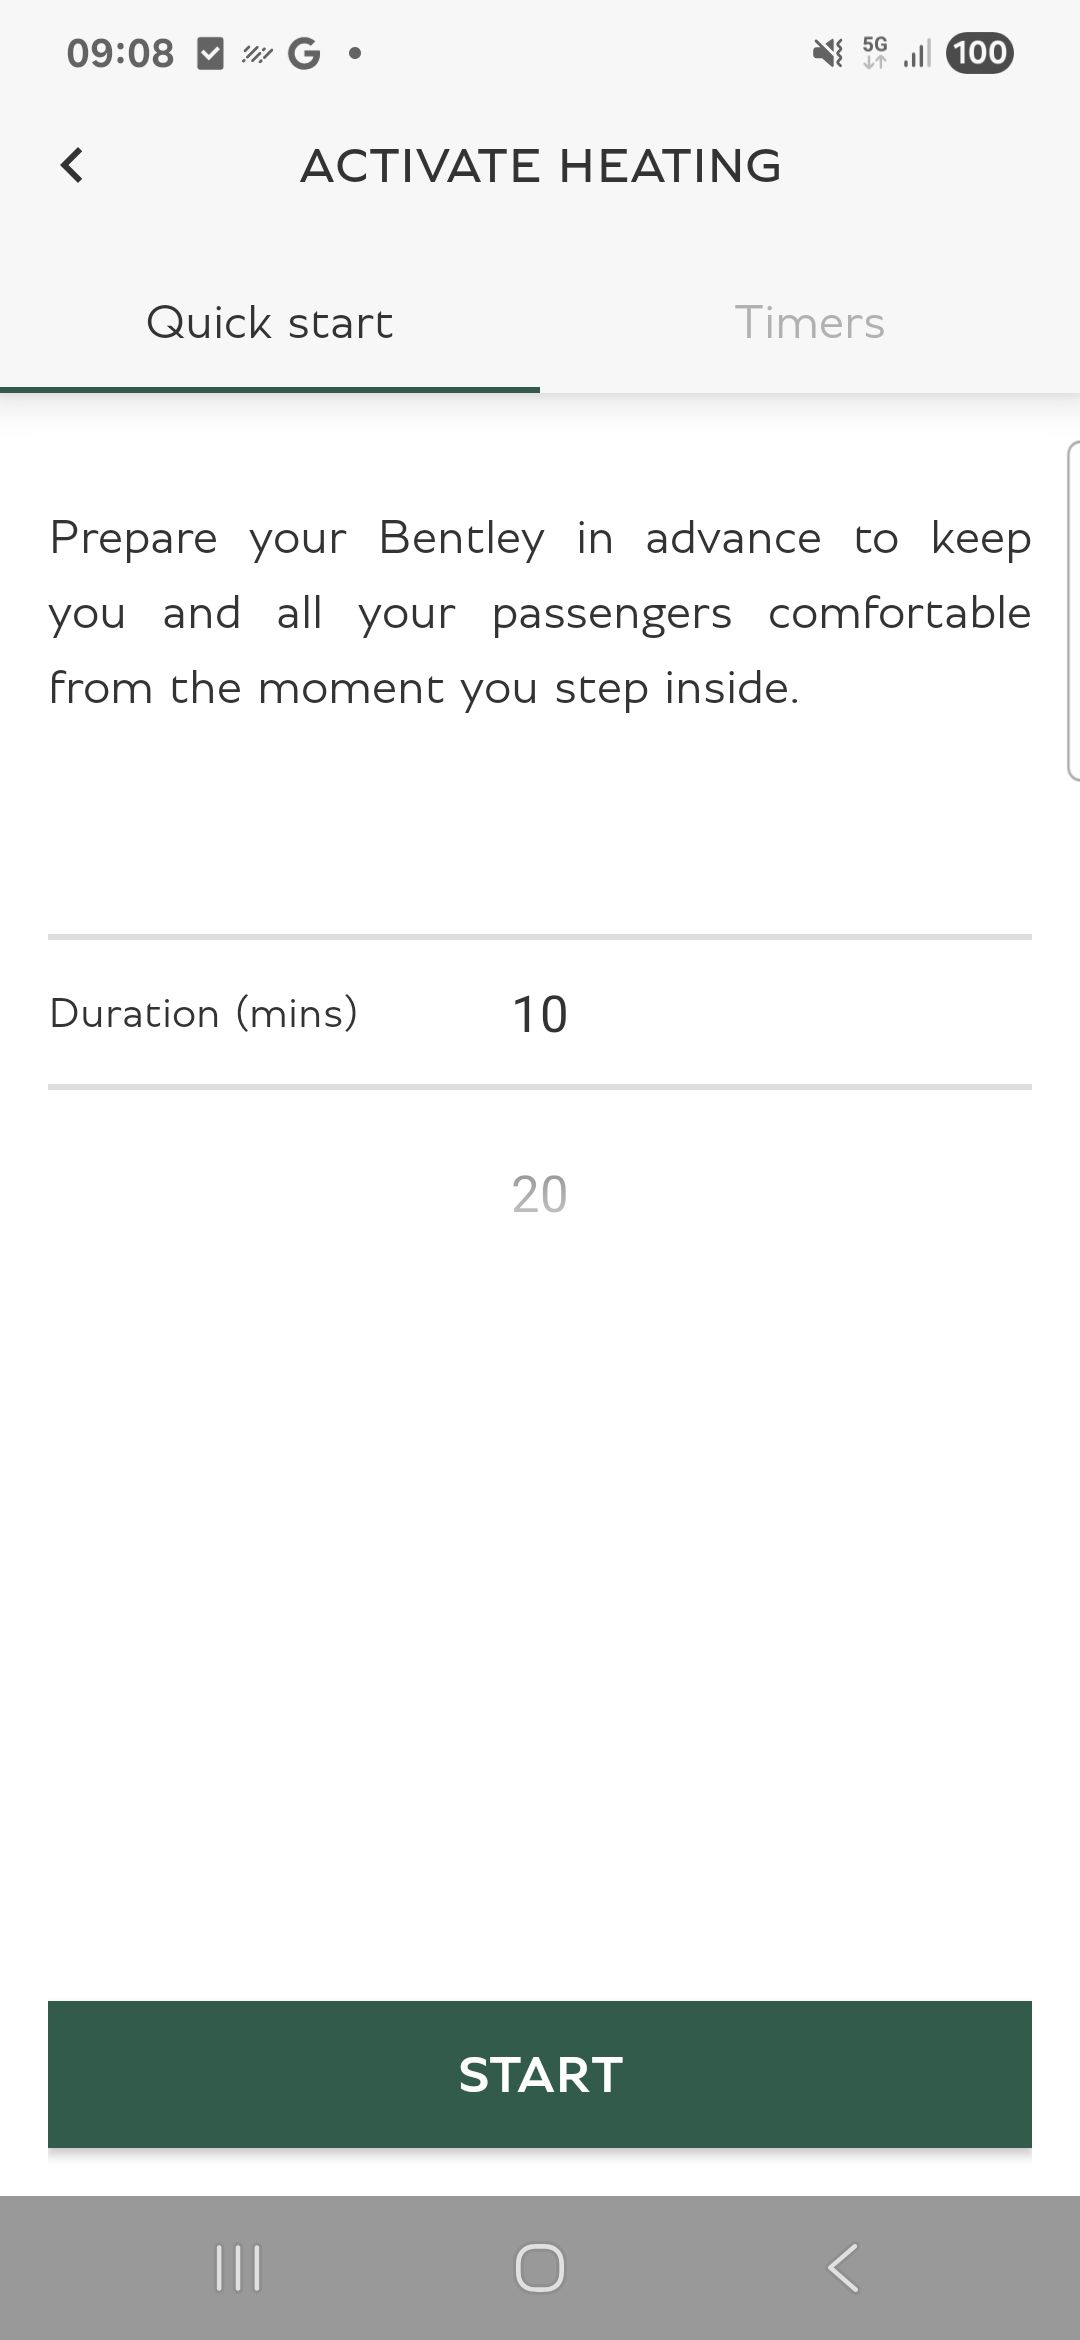 09:08
5G
100
ACTIVATE HEATING
Quick start
Timers
Prepare your Bentley in advance to keep
you and all your passengers comfortable
from the moment you step inside.
Duration (mins) 10
20
START